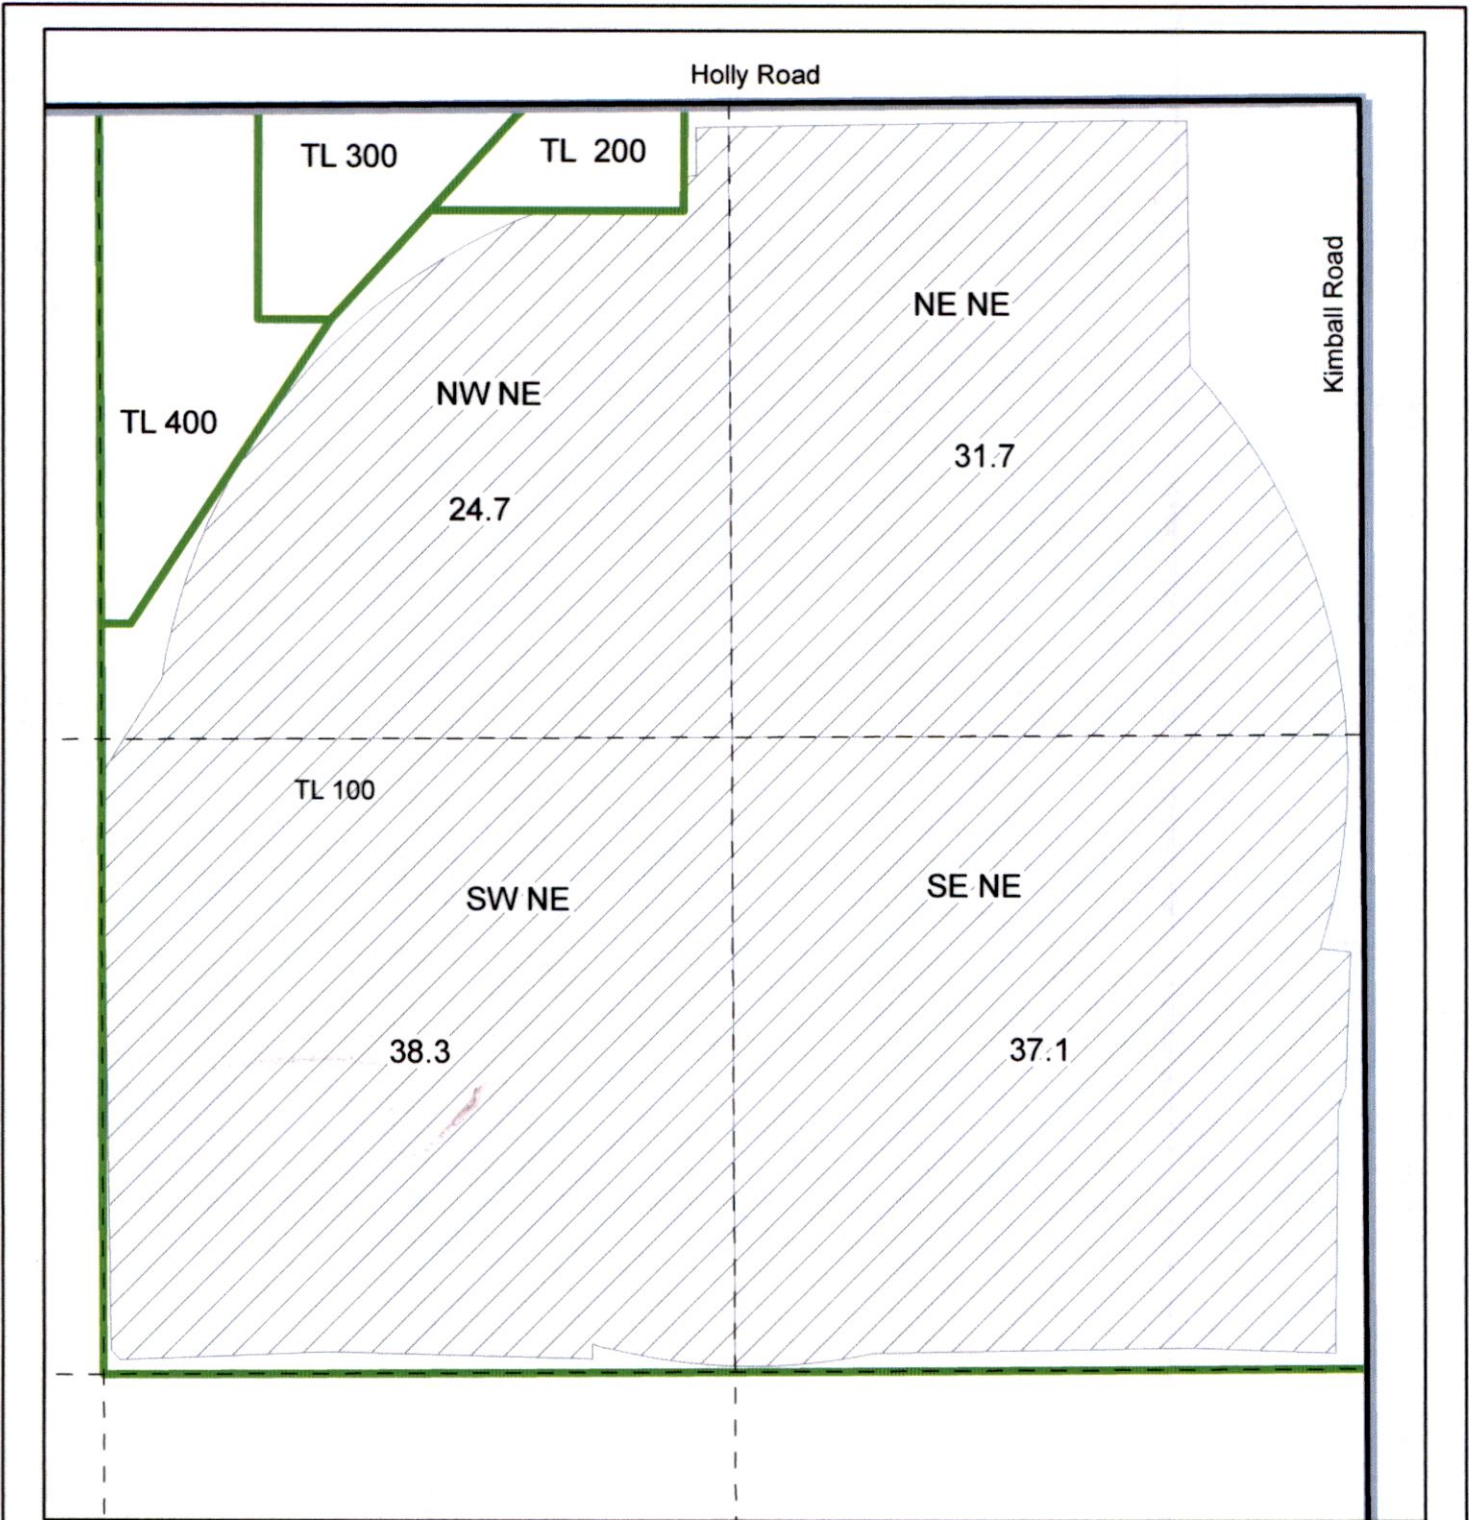 Holly Road
TL 300
TL 200
NE NE
Kimball Road
NW NE
TL 400
31.7
24.7
TL 100
SW NE
SE NE
38.3
37.1